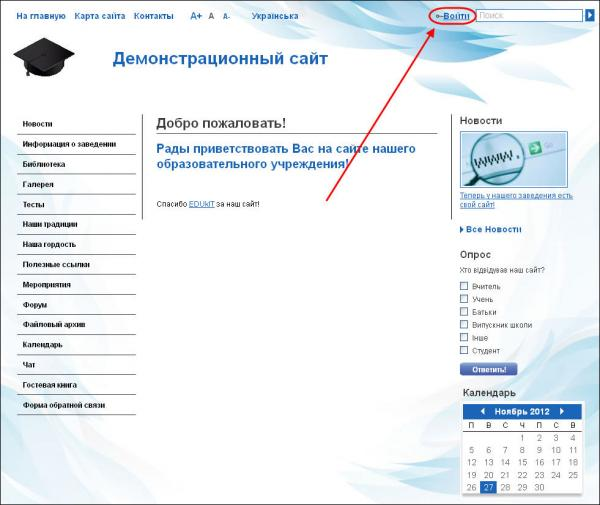 На главную Карта сайта Контакты A+ A A- Українська Войти Поиск
Демонстрационный сайт
Новости
Информация о заведении
Библиотека
Галерея
Тесты
Наши традиции
Наша гордость
Полезные ссылки
Мероприятия
Форум
Файловый архив
Календарь
Чат
Гостевая книга
Форма обратной связи
Добро пожаловать!
Рады приветствовать Вас на сайте нашего
образовательного учреждения!
Спасибо EDUkIT за наш сайт!
Новости
www.
Go
Теперь у нашего заведения есть
свой сайт!
Все Новости
Опрос
Хто відвідував наш сайт?
Вчитель
Учень
Батьки
Випускник школи
Інше
Студент
Ответить!
Календарь
Ноябрь 2012
П В С Ч П С В
1 2 3 4
5 6 7 8 9 10 11
12 13 14 15 16 17 18
19 20 21 22 23 24 25
26 27 28 29 30